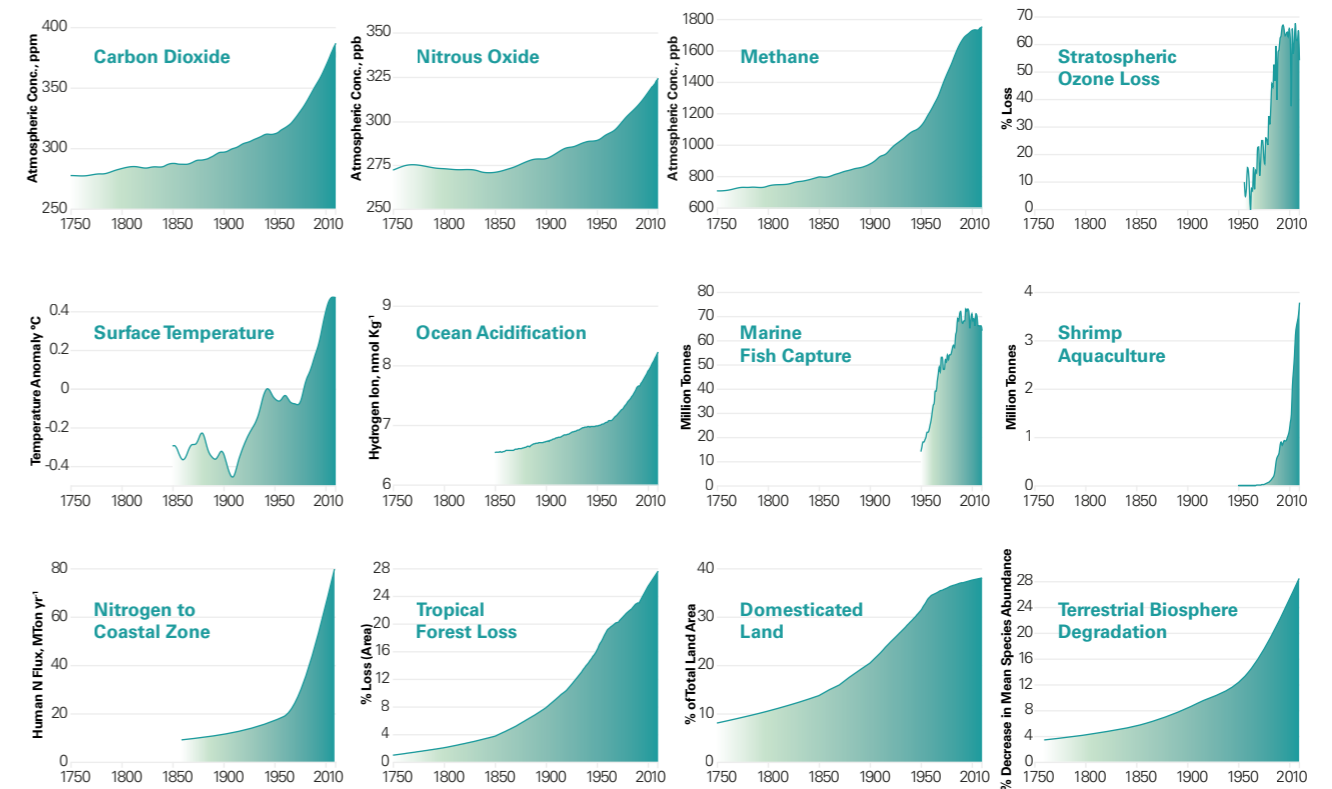 Carbon Dioxide
Atmospheric Conc., ppm
400
350
300
250
1750 1800 1850 1900 1950 2010
Nitrous Oxide
Atmospheric Conc., ppb
350
325
300
275
250
1750 1800 1850 1900 1950 2010
Methane
Atmospheric Conc., ppb
1800
1600
1400
1200
1000
800
600
1750 1800 1850 1900 1950 2010
Stratospheric
Ozone Loss
% Loss
70
60
50
40
30
20
10
0
1750 1800 1850 1900 1950 2010
Surface Temperature
Temperature Anomaly °C
0.4
0.2
0
-0.2
-0.4
1750 1800 1850 1900 1950 2010
Ocean Acidification
Hydrogen Ion, nmol Kg⁻¹
9
8
7
6
1750 1800 1850 1900 1950 2010
Marine
Fish Capture
Million Tonnes
80
70
60
50
40
30
20
10
0
1750 1800 1850 1900 1950 2010
Shrimp
Aquaculture
Million Tonnes
4
3
2
1
0
1750 1800 1850 1900 1950 2010
Nitrogen to
Coastal Zone
Human N Flux, MTon yr⁻¹
80
60
40
20
0
1750 1800 1850 1900 1950 2010
Tropical
Forest Loss
% Loss (Area)
28
24
20
16
12
8
4
0
1750 1800 1850 1900 1950 2010
Domesticated
Land
% of Total Land Area
40
30
20
10
0
1750 1800 1850 1900 1950 2010
Terrestrial Biosphere
Degradation
% Decrease in Mean Species Abundance
28
24
20
16
12
8
4
0
1750 1800 1850 1900 1950 2010